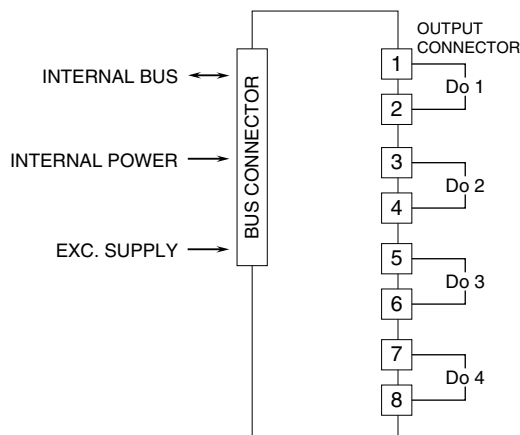 OUTPUT
CONNECTOR
INTERNAL BUS
INTERNAL POWER
EXC. SUPPLY
BUS CONNECTOR
1
2
Do 1
3
4
Do 2
5
6
Do 3
7
8
Do 4